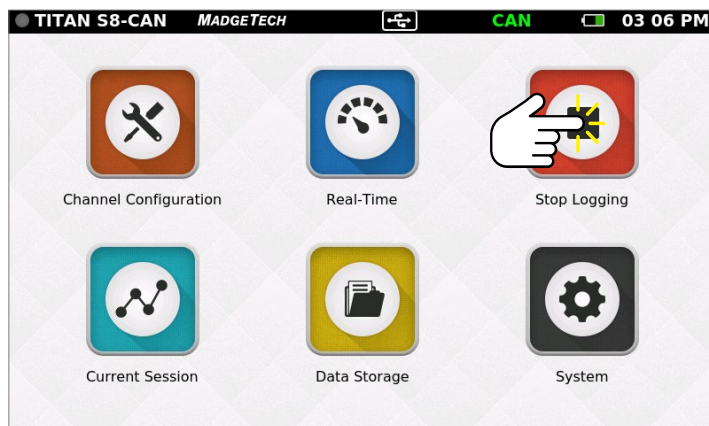 TITAN S8-CAN MADGETECH CAN 03 06 PM
Channel Configuration Real-Time Stop Logging
Current Session Data Storage System